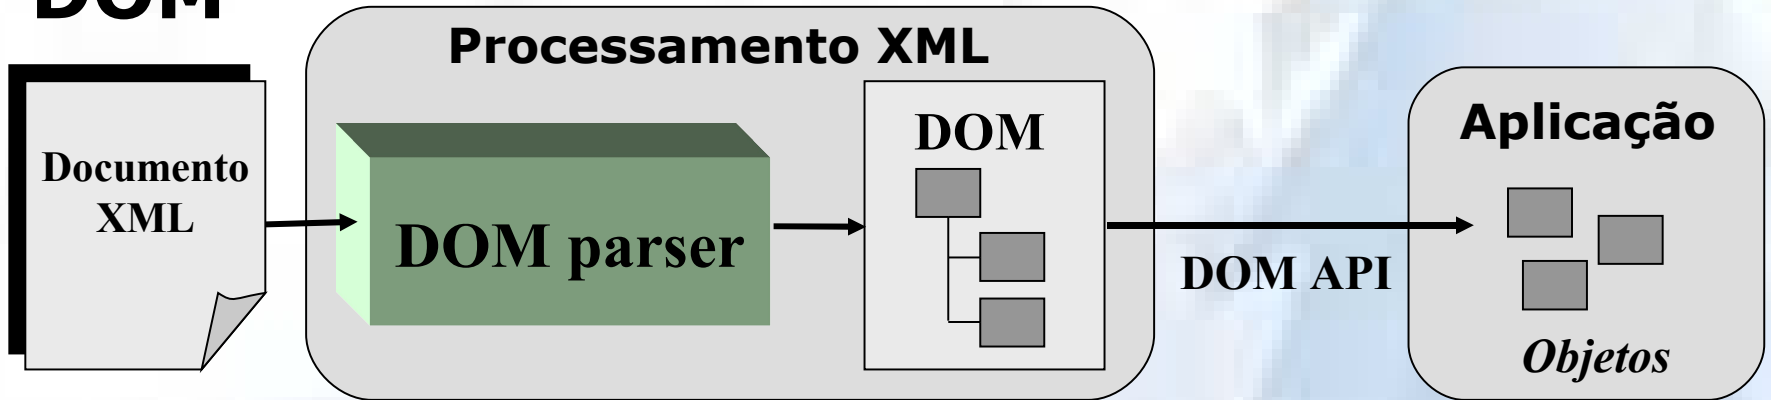 DOM
Processamento XML
Documento
XML
DOM parser
DOM
DOM API
Aplicação
Objetos